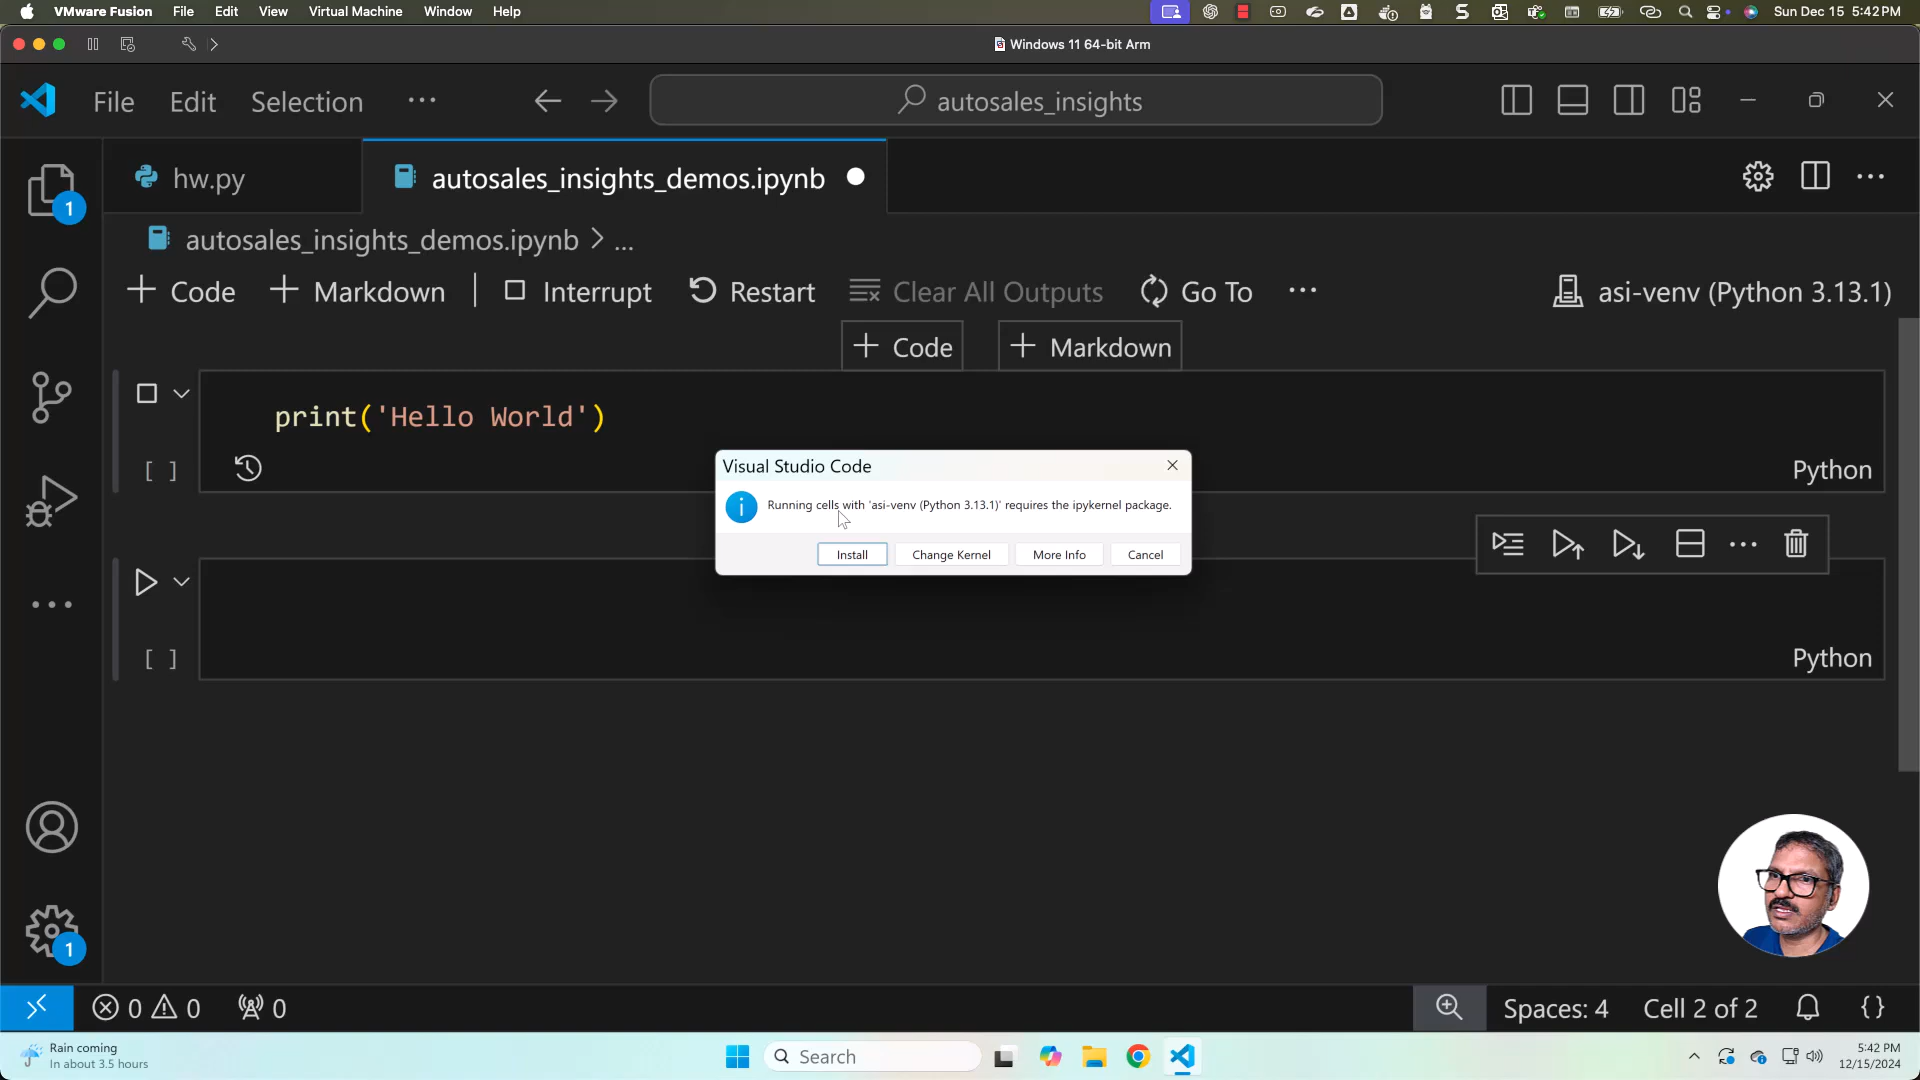 VMware Fusion File Edit View Virtual Machine Window Help Sun Dec 15 5:42 PM
Windows 11 64-bit Arm
File Edit Selection ··· autosales_insights
hw.py autosales_insights_demos.ipynb
autosales_insights_demos.ipynb > ...
+ Code + Markdown | Interrupt Restart Clear All Outputs Go To ··· asi-venv (Python 3.13.1)
+ Code + Markdown
print('Hello World')
[ ] Python
Visual Studio Code
Running cells with 'asi-venv (Python 3.13.1)' requires the ipykernel package.
Install Change Kernel More Info Cancel
[ ] Python
1
1
0 0 0 Spaces: 4 Cell 2 of 2 {}
Rain coming
In about 3.5 hours
Search
5:42 PM
12/15/2024